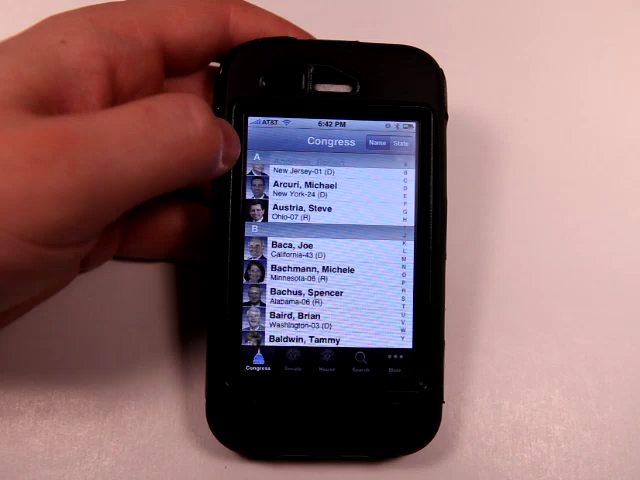 AT&T 6:42 PM
Congress Name State
A
New Jersey-01 (D)
Arcuri, Michael
New York-24 (D)
Austria, Steve
Ohio-07 (R)
B
Baca, Joe
California-43 (D)
Bachmann, Michele
Minnesota-06 (R)
Bachus, Spencer
Alabama-06 (R)
Baird, Brian
Washington-03 (D)
Baldwin, Tammy
Congress Senate House Search More